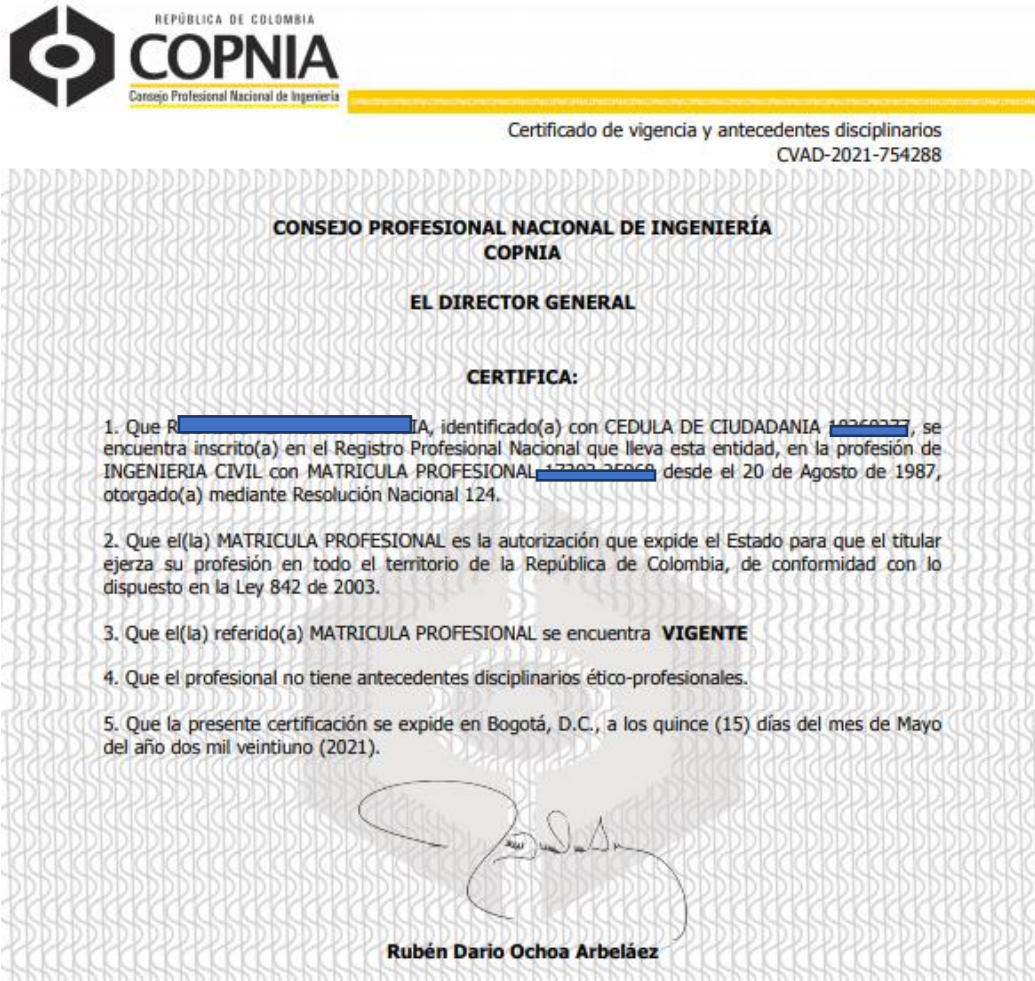 REPÚBLICA DE COLOMBIA
COPNIA
Consejo Profesional Nacional de Ingeniería
Certificado de vigencia y antecedentes disciplinarios
CVAD-2021-754288
CONSEJO PROFESIONAL NACIONAL DE INGENIERÍA
COPNIA
EL DIRECTOR GENERAL
CERTIFICA:
1. Que R IA, identificado(a) con CEDULA DE CIUDADANIA , se
encuentra inscrito(a) en el Registro Profesional Nacional que lleva esta entidad, en la profesión de
INGENIERIA CIVIL con MATRICULA PROFESIONAL desde el 20 de Agosto de 1987,
otorgado(a) mediante Resolución Nacional 124.
2. Que el(la) MATRICULA PROFESIONAL es la autorización que expide el Estado para que el titular
ejerza su profesión en todo el territorio de la República de Colombia, de conformidad con lo
dispuesto en la Ley 842 de 2003.
3. Que el(la) referido(a) MATRICULA PROFESIONAL se encuentra VIGENTE
4. Que el profesional no tiene antecedentes disciplinarios ético-profesionales.
5. Que la presente certificación se expide en Bogotá, D.C., a los quince (15) días del mes de Mayo
del año dos mil veintiuno (2021).
Rubén Dario Ochoa Arbeláez